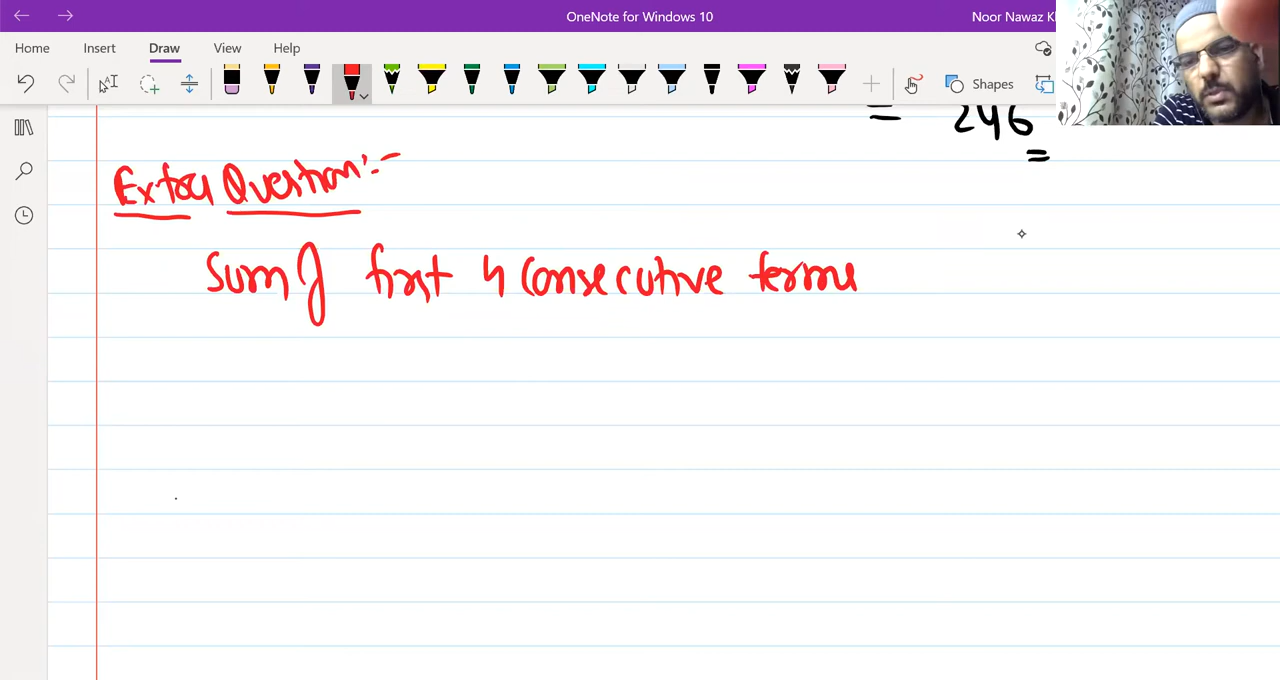 OneNote for Windows 10
Noor Nawaz Kh
Home Insert Draw View Help
Shapes
= 246
=
Extra Question:-
Sum of first 4 consecutive terms